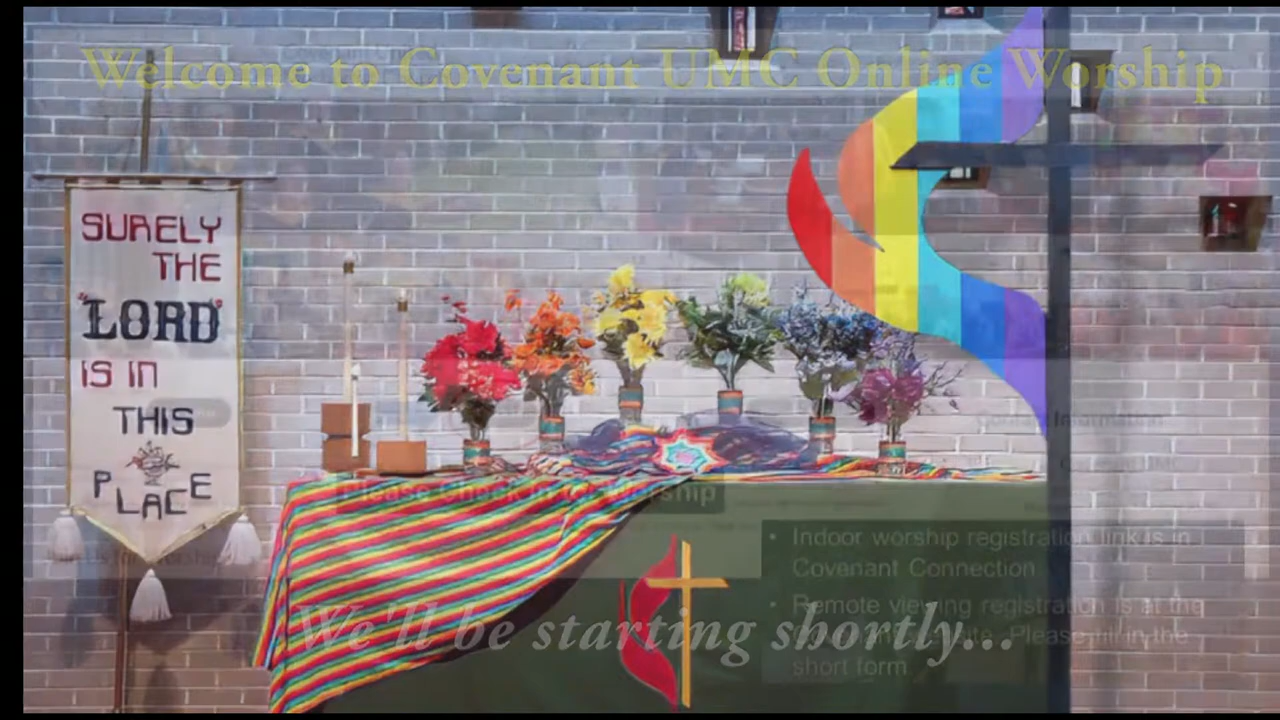 Welcome to Covenant UMC Online Worship
SURELY
THE
"LORD"
IS IN
THIS
PLACE
Please Check in for Worship
Information
• Indoor worship registration link is in
Covenant Connection
• Remote viewing registration is at the
Please fill in the
short form.
We'll be starting shortly...